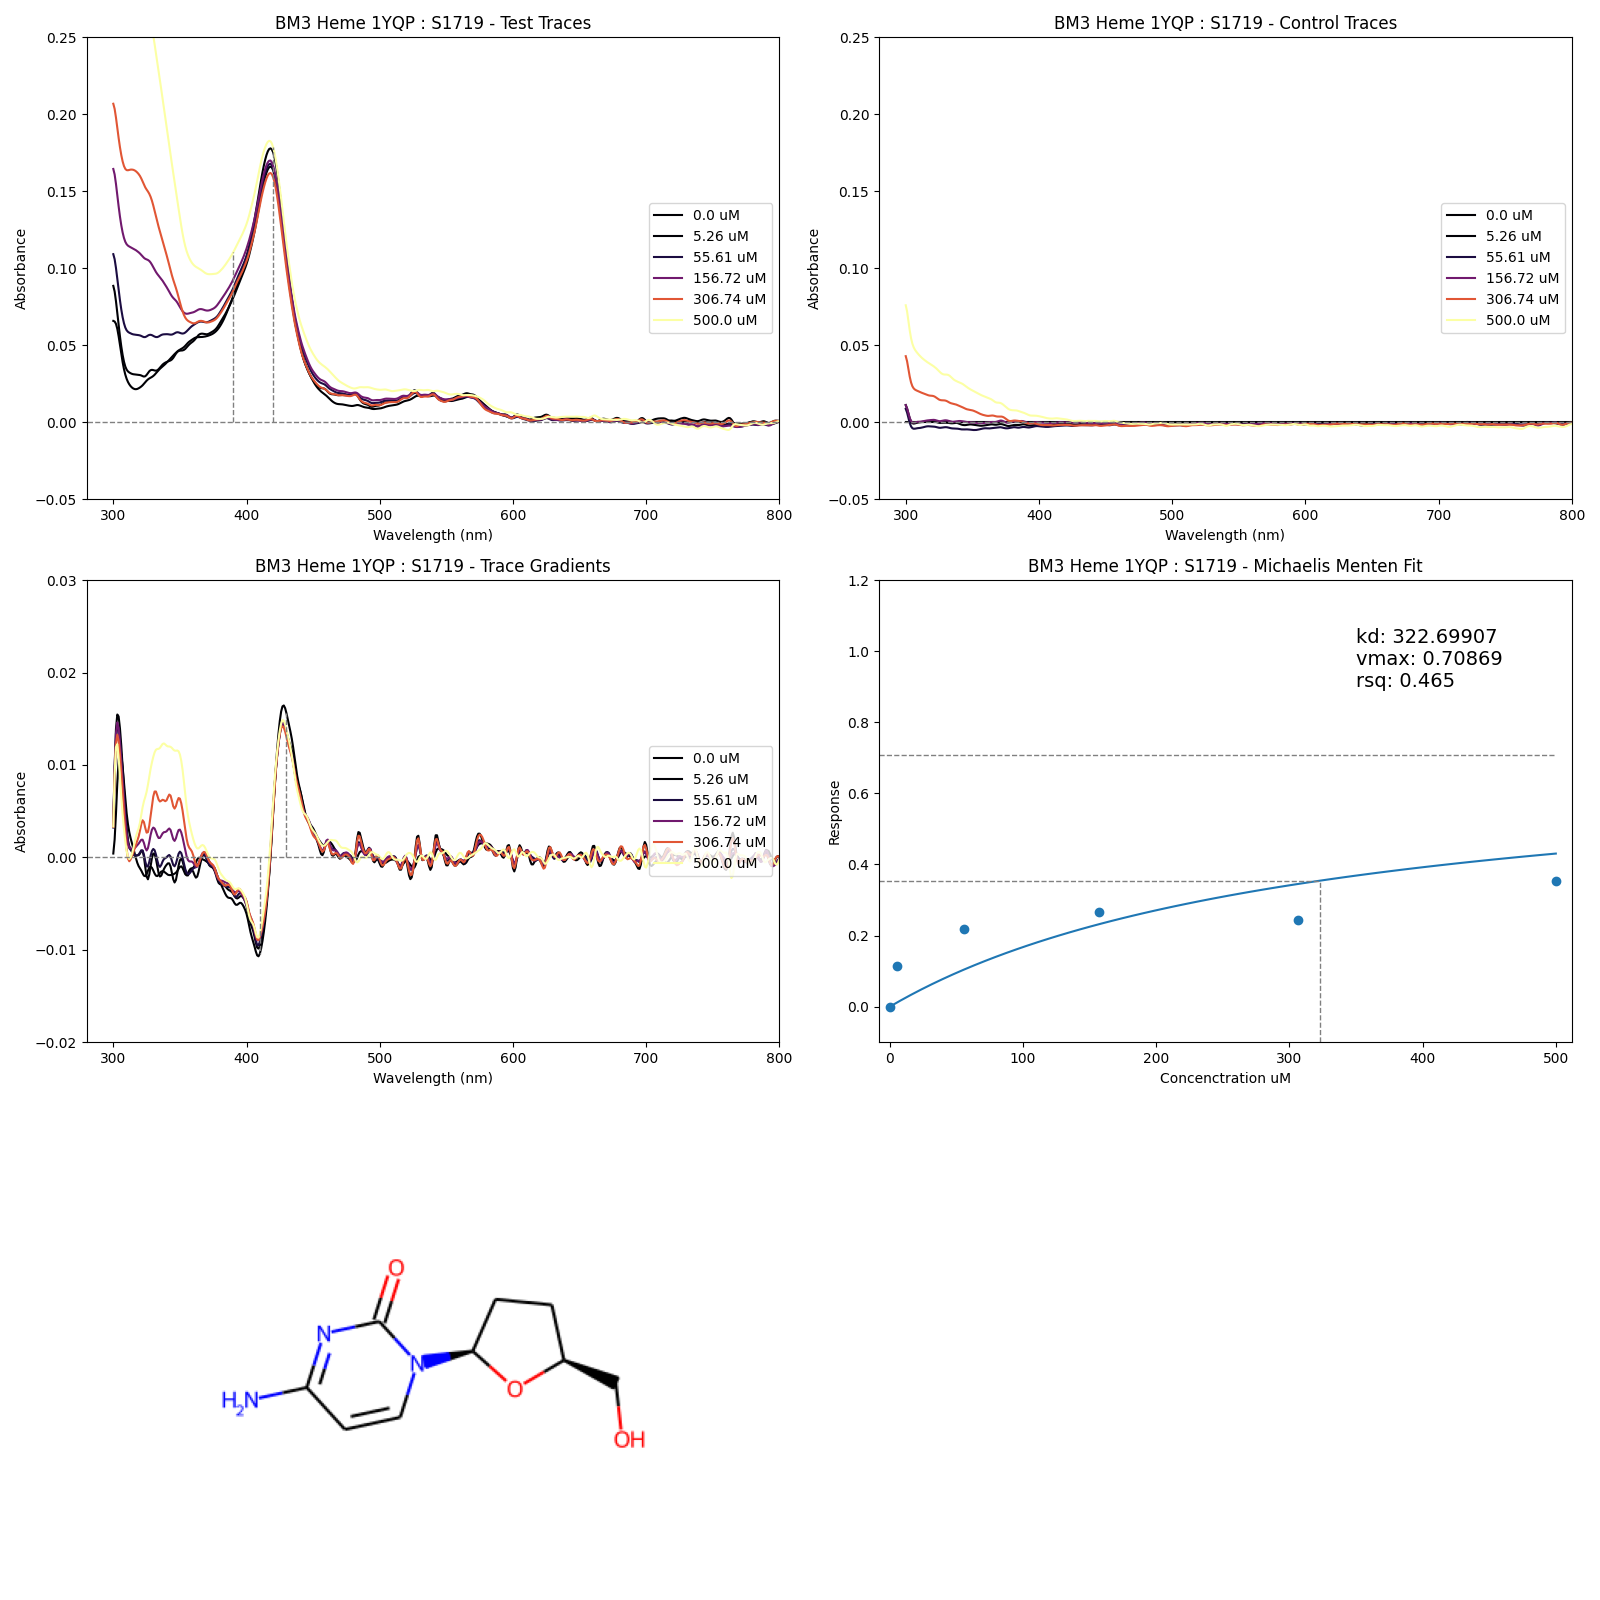 BM3 Heme 1YQP : S1719 - Test Traces
0.25
0.20
0.15
0.10
0.05
0.00
−0.05
Absorbance
300 400 500 600 700 800
Wavelength (nm)
0.0 uM
5.26 uM
55.61 uM
156.72 uM
306.74 uM
500.0 uM
BM3 Heme 1YQP : S1719 - Control Traces
0.25
0.20
0.15
0.10
0.05
0.00
−0.05
Absorbance
300 400 500 600 700 800
Wavelength (nm)
0.0 uM
5.26 uM
55.61 uM
156.72 uM
306.74 uM
500.0 uM
BM3 Heme 1YQP : S1719 - Trace Gradients
0.03
0.02
0.01
0.00
−0.01
−0.02
Absorbance
300 400 500 600 700 800
Wavelength (nm)
0.0 uM
5.26 uM
55.61 uM
156.72 uM
306.74 uM
500.0 uM
BM3 Heme 1YQP : S1719 - Michaelis Menten Fit
1.2
1.0
0.8
0.6
0.4
0.2
0.0
Response
0 100 200 300 400 500
Concenctration uM
kd: 322.69907
vmax: 0.70869
rsq: 0.465
O
N
N
O
H2N
OH